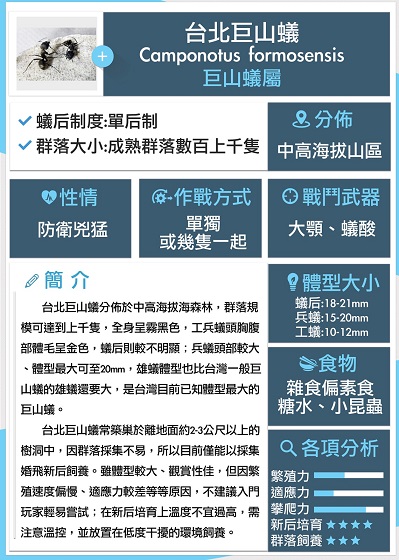 台北巨山蟻
Camponotus formosensis
巨山蟻屬
蟻后制度:單后制
群落大小:成熟群落數百上千隻
分佈
中高海拔山區
性情
防衛兇猛
作戰方式
單獨
或幾隻一起
戰鬥武器
大顎、蟻酸
簡介
台北巨山蟻分佈於中高海拔海森林，群落規
模可達到上千隻，全身呈霧黑色，工兵蟻頭胸腹
部體毛呈金色，蟻后則較不明顯；兵蟻頭部較大
、體型最大可至20mm，雄蟻體型也比台灣一般巨
山蟻的雄蟻還要大，是台灣目前已知體型最大的
巨山蟻。
台北巨山蟻常築巢於離地面約2-3公尺以上的
樹洞中，因群落採集不易，所以目前僅能以採集
婚飛新后飼養。雖體型較大、觀賞性佳，但因繁
殖速度偏慢、適應力較差等等原因，不建議入門
玩家輕易嘗試；在新后培育上溫度不宜過高，需
注意溫控，並放置在低度干擾的環境飼養。
體型大小
蟻后:18-21mm
兵蟻:15-20mm
工蟻:10-12mm
食物
雜食偏素食
糖水、小昆蟲
各項分析
繁殖力
適應力
攀爬力
新后培育 ★★★★
群落飼養 ★★★